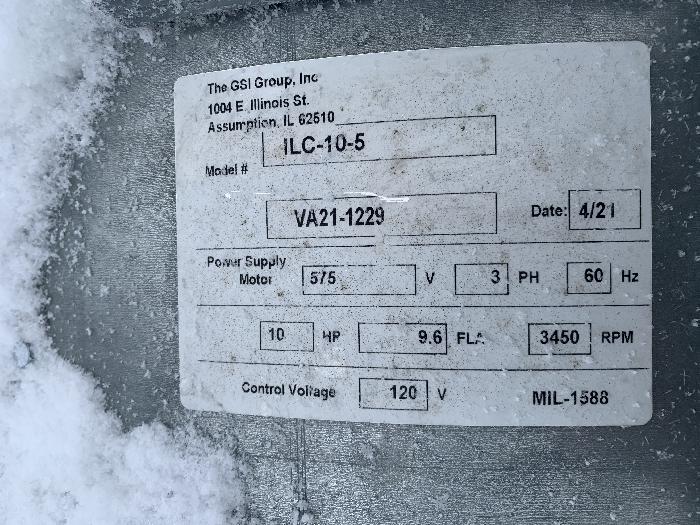 The GSI Group, Inc
1004 E. Illinois St.
Assumption, IL 62510
ILC-10-5
Model #
VA21-1229
Date: 4/21
Power Supply
Motor 575 V 3 PH 60 Hz
10 HP 9.6 FLA 3450 RPM
Control Voltage 120 V MIL-1588